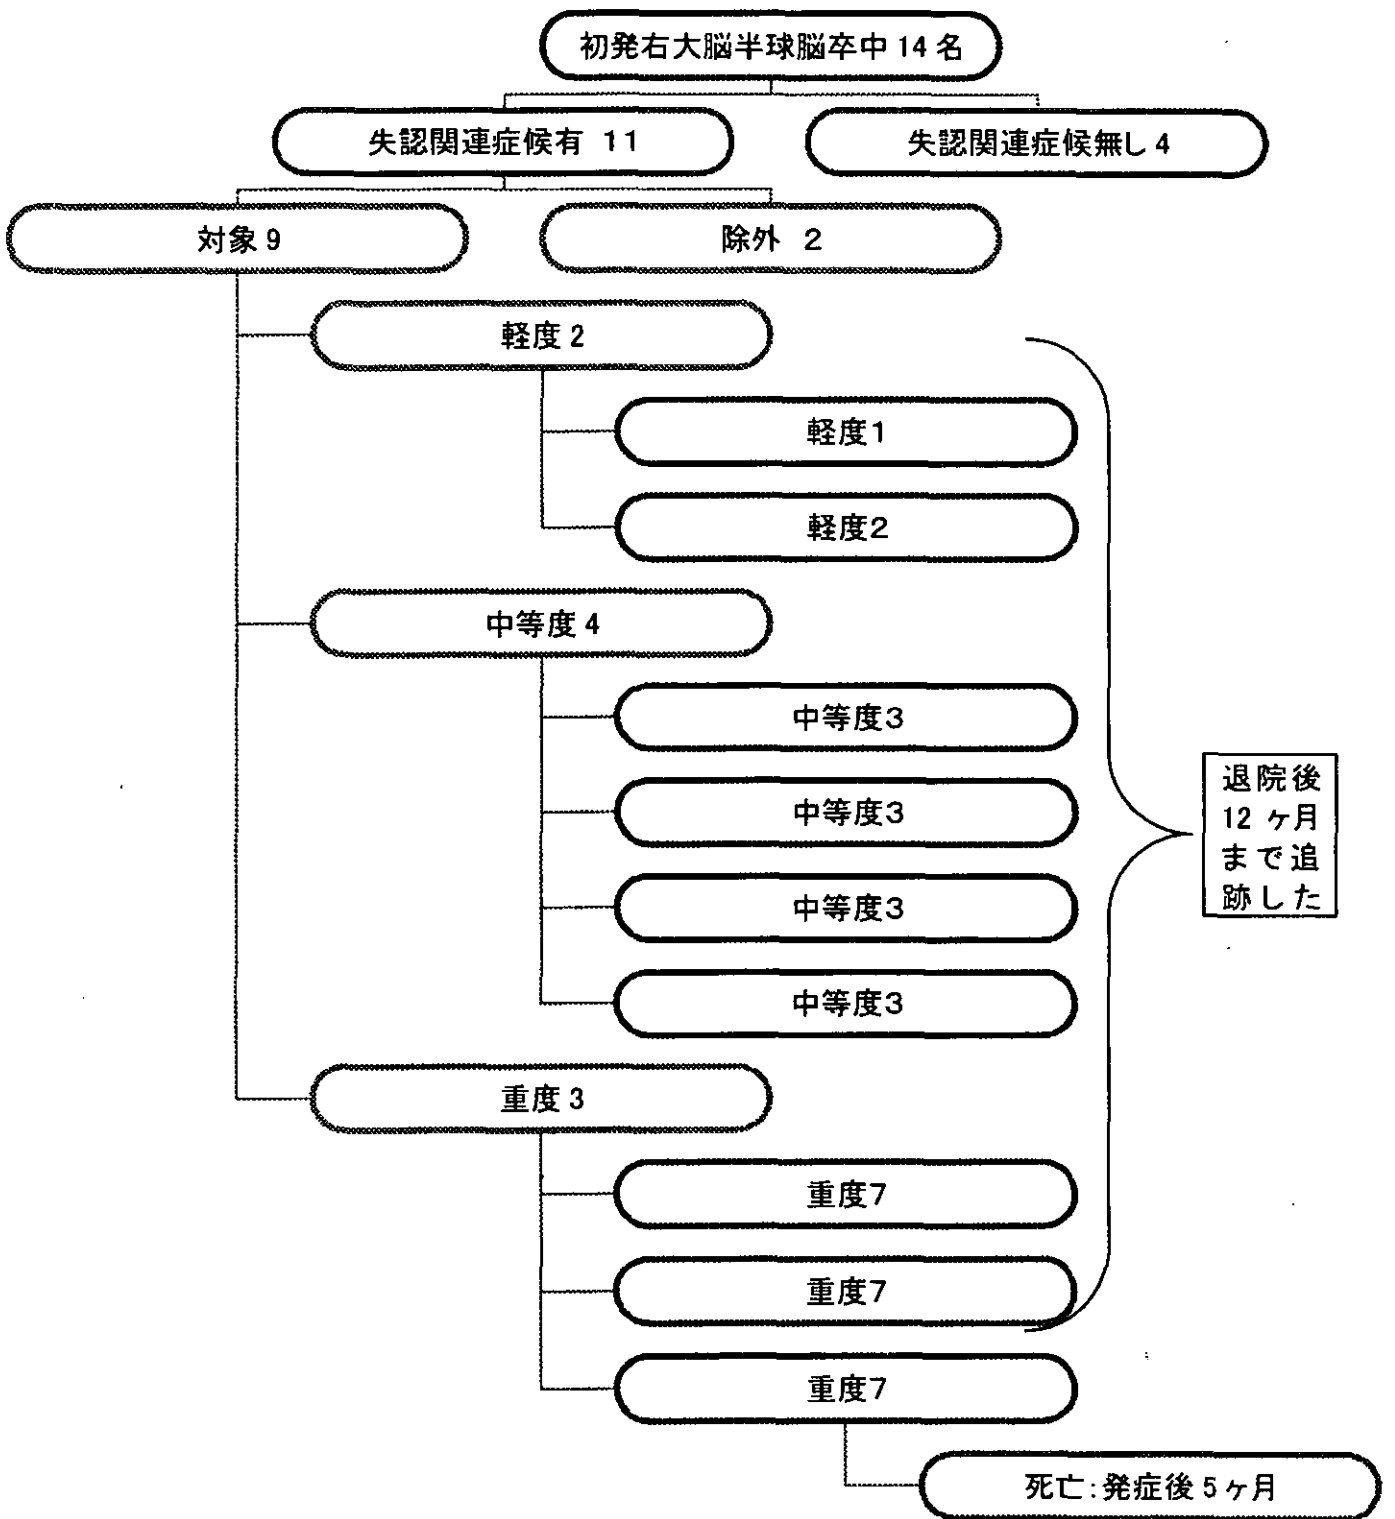 初発右大脳半球脳卒中 14 名
失認関連症候有 11
失認関連症候無し 4
対象 9
除外 2
軽度 2
軽度1
軽度2
中等度 4
中等度3
中等度3
中等度3
中等度3
重度 3
重度7
重度7
重度7
死亡:発症後 5 ヶ月
退院後
12 ヶ月
まで追
跡した